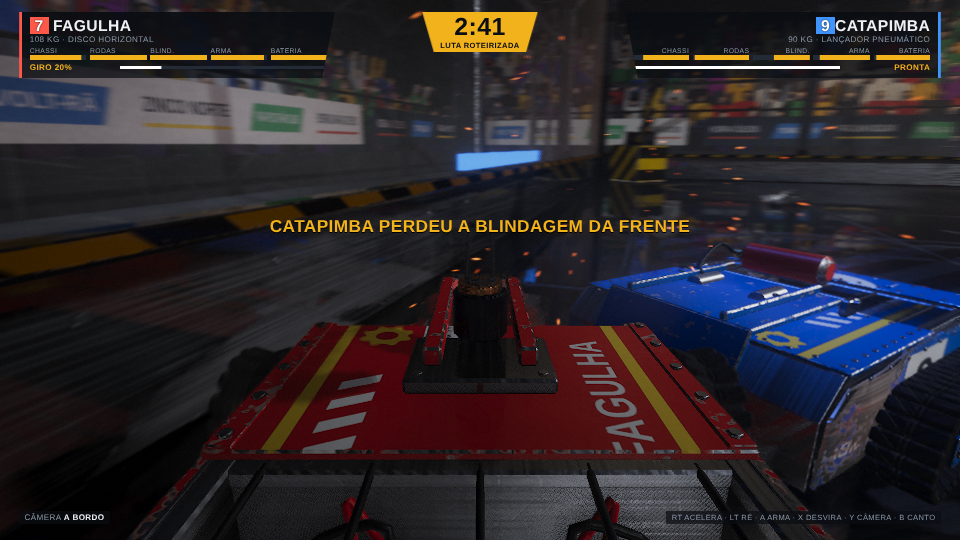 7 FAGULHA
108 KG · DISCO HORIZONTAL
CHASSI RODAS BLIND. ARMA BATERIA
GIRO 20%
2:41
LUTA ROTEIRIZADA
9 CATAPIMBA
90 KG · LANÇADOR PNEUMÁTICO
CHASSI RODAS BLIND. ARMA BATERIA
PRONTA
ZINCO NORTE
CATAPIMBA PERDEU A BLINDAGEM DA FRENTE
FAGULHA
CÂMERA A BORDO
RT ACELERA · LT RÉ · A ARMA · X DESVIRA · Y CÂMERA · B CANTO